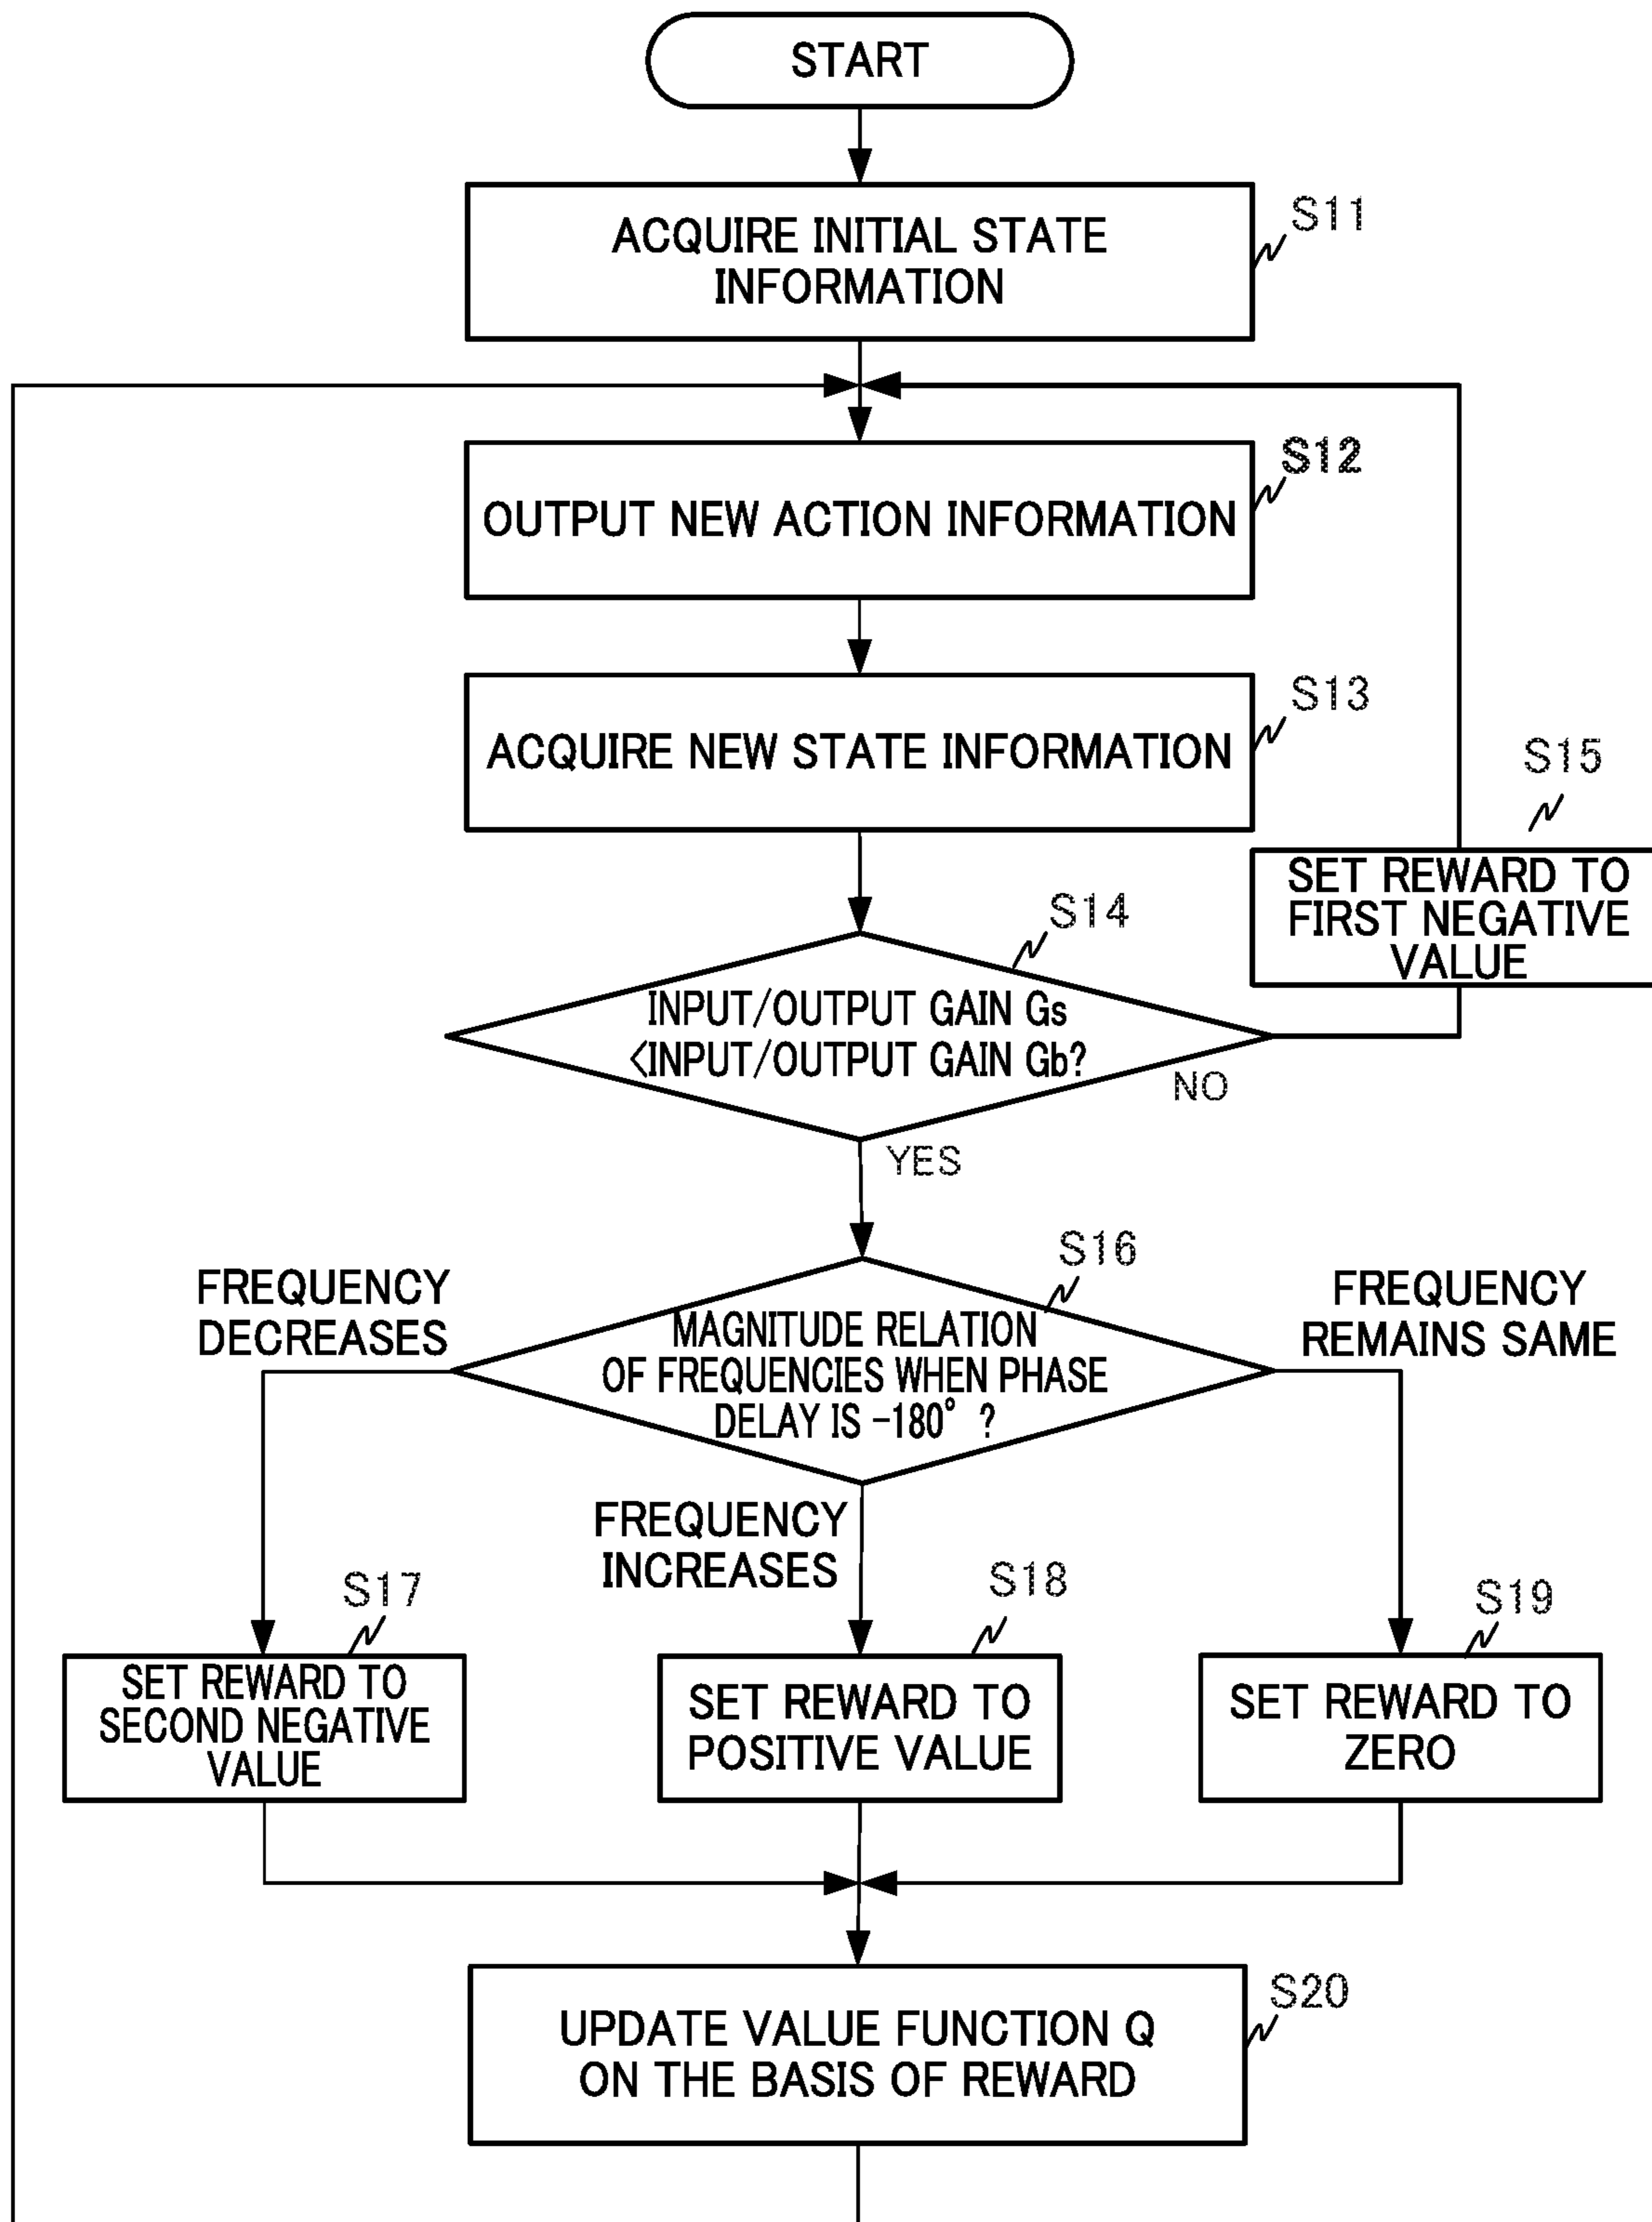 START
ACQUIRE INITIAL STATE
INFORMATION
S11
OUTPUT NEW ACTION INFORMATION
S12
ACQUIRE NEW STATE INFORMATION
S13
S15
SET REWARD TO
FIRST NEGATIVE
VALUE
S14
INPUT/OUTPUT GAIN Gs
<INPUT/OUTPUT GAIN Gb?
NO
YES
S16
FREQUENCY
DECREASES
MAGNITUDE RELATION
OF FREQUENCIES WHEN PHASE
DELAY IS -180° ?
FREQUENCY
REMAINS SAME
FREQUENCY
INCREASES
S17
SET REWARD TO
SECOND NEGATIVE
VALUE
S18
SET REWARD TO
POSITIVE VALUE
S19
SET REWARD TO
ZERO
S20
UPDATE VALUE FUNCTION Q
ON THE BASIS OF REWARD